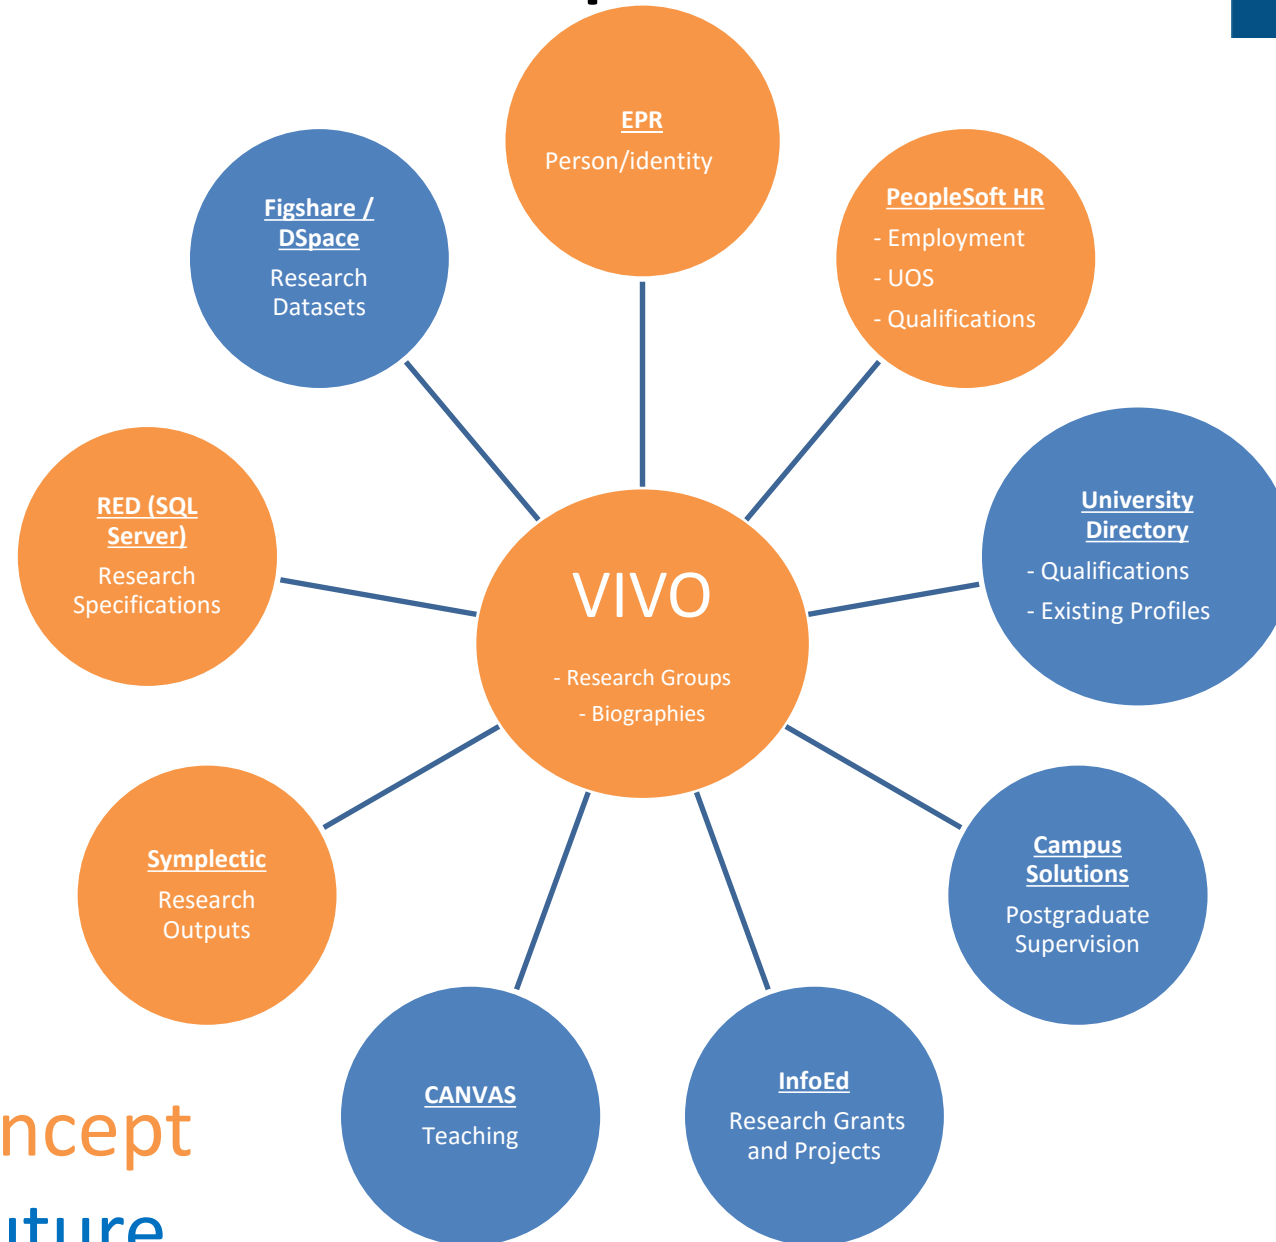 EPR
Person/identity
PeopleSoft HR
- Employment
- UOS
- Qualifications
Figshare /
DSpace
Research
Datasets
University
Directory
- Qualifications
- Existing Profiles
RED (SQL
Server)
Research
Specifications
VIVO
- Research Groups
- Biographies
Campus
Solutions
Postgraduate
Supervision
Symplectic
Research
Outputs
InfoEd
Research Grants
and Projects
CANVAS
Teaching
ncept
uture